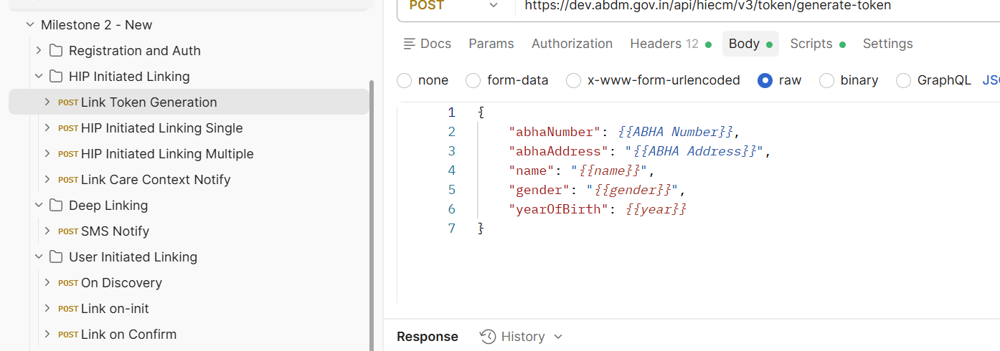 Milestone 2 - New
Registration and Auth
HIP Initiated Linking
POST Link Token Generation
POST HIP Initiated Linking Single
POST HIP Initiated Linking Multiple
POST Link Care Context Notify
Deep Linking
POST SMS Notify
User Initiated Linking
POST On Discovery
POST Link on-init
POST Link on Confirm
POST https://dev.abdm.gov.in/api/hiecm/v3/token/generate-token
Docs Params Authorization Headers 12 Body Scripts Settings
none form-data x-www-form-urlencoded raw binary GraphQL
1 {
2 "abhaNumber": {{ABHA Number}},
3 "abhaAddress": "{{ABHA Address}}",
4 "name": "{{name}}",
5 "gender": "{{gender}}",
6 "yearOfBirth": {{year}}
7 }
Response History